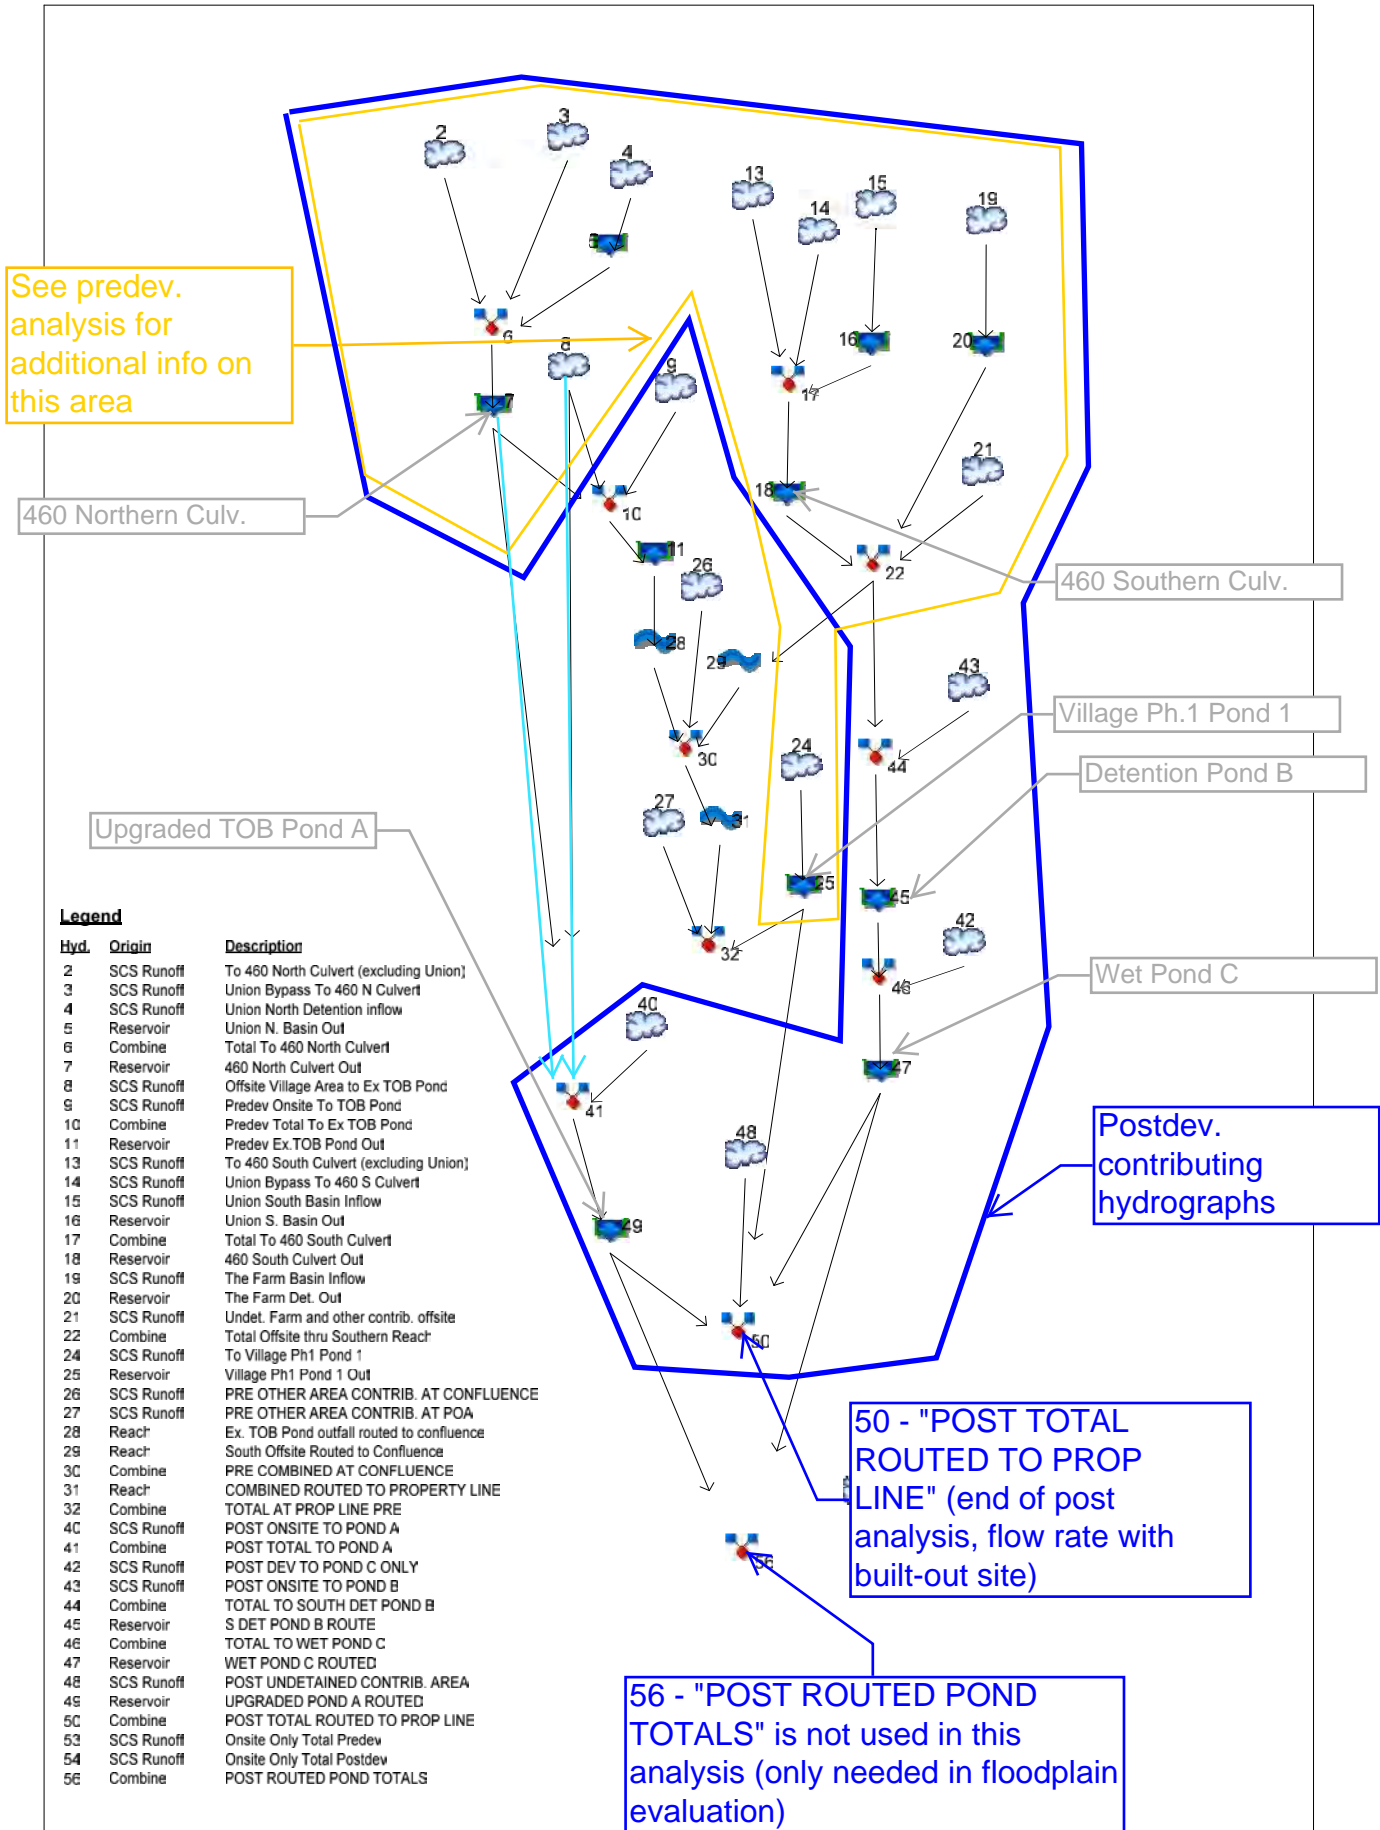 2
3
4
13
14
15
19
See predev.
analysis for
additional info on
this area
6
8
9
7
16
17
20
21
460 Northern Culv.
10
18
11
26
22
460 Southern Culv.
28
29
43
Village Ph.1 Pond 1
30
24
44
Detention Pond B
27
31
Upgraded TOB Pond A
25
45
42
32
46
Wet Pond C
40
47
41
48
Postdev.
contributing
hydrographs
49
50
50 - "POST TOTAL
ROUTED TO PROP
LINE" (end of post
analysis, flow rate with
built-out site)
56
56 - "POST ROUTED POND
TOTALS" is not used in this
analysis (only needed in floodplain
evaluation)
Legend
Hyd. Origin Description
2 SCS Runoff To 460 North Culvert (excluding Union)
3 SCS Runoff Union Bypass To 460 N Culvert
4 SCS Runoff Union North Detention inflow
5 Reservoir Union N. Basin Out
6 Combine Total To 460 North Culvert
7 Reservoir 460 North Culvert Out
8 SCS Runoff Offsite Village Area to Ex TOB Pond
9 SCS Runoff Predev Onsite To TOB Pond
10 Combine Predev Total To Ex TOB Pond
11 Reservoir Predev Ex.TOB Pond Out
13 SCS Runoff To 460 South Culvert (excluding Union)
14 SCS Runoff Union Bypass To 460 S Culvert
15 SCS Runoff Union South Basin Inflow
16 Reservoir Union S. Basin Out
17 Combine Total To 460 South Culvert
18 Reservoir 460 South Culvert Out
19 SCS Runoff The Farm Basin Inflow
20 Reservoir The Farm Det. Out
21 SCS Runoff Undet. Farm and other contrib. offsite
22 Combine Total Offsite thru Southern Reach
24 SCS Runoff To Village Ph1 Pond 1
25 Reservoir Village Ph1 Pond 1 Out
26 SCS Runoff PRE OTHER AREA CONTRIB. AT CONFLUENCE
27 SCS Runoff PRE OTHER AREA CONTRIB. AT POA
28 Reach Ex. TOB Pond outfall routed to confluence
29 Reach South Offsite Routed to Confluence
30 Combine PRE COMBINED AT CONFLUENCE
31 Reach COMBINED ROUTED TO PROPERTY LINE
32 Combine TOTAL AT PROP LINE PRE
40 SCS Runoff POST ONSITE TO POND A
41 Combine POST TOTAL TO POND A
42 SCS Runoff POST DEV TO POND C ONLY
43 SCS Runoff POST ONSITE TO POND B
44 Combine TOTAL TO SOUTH DET POND B
45 Reservoir S DET POND B ROUTE
46 Combine TOTAL TO WET POND C
47 Reservoir WET POND C ROUTED
48 SCS Runoff POST UNDETAINED CONTRIB. AREA
49 Reservoir UPGRADED POND A ROUTED
50 Combine POST TOTAL ROUTED TO PROP LINE
53 SCS Runoff Onsite Only Total Predev
54 SCS Runoff Onsite Only Total Postdev
56 Combine POST ROUTED POND TOTALS